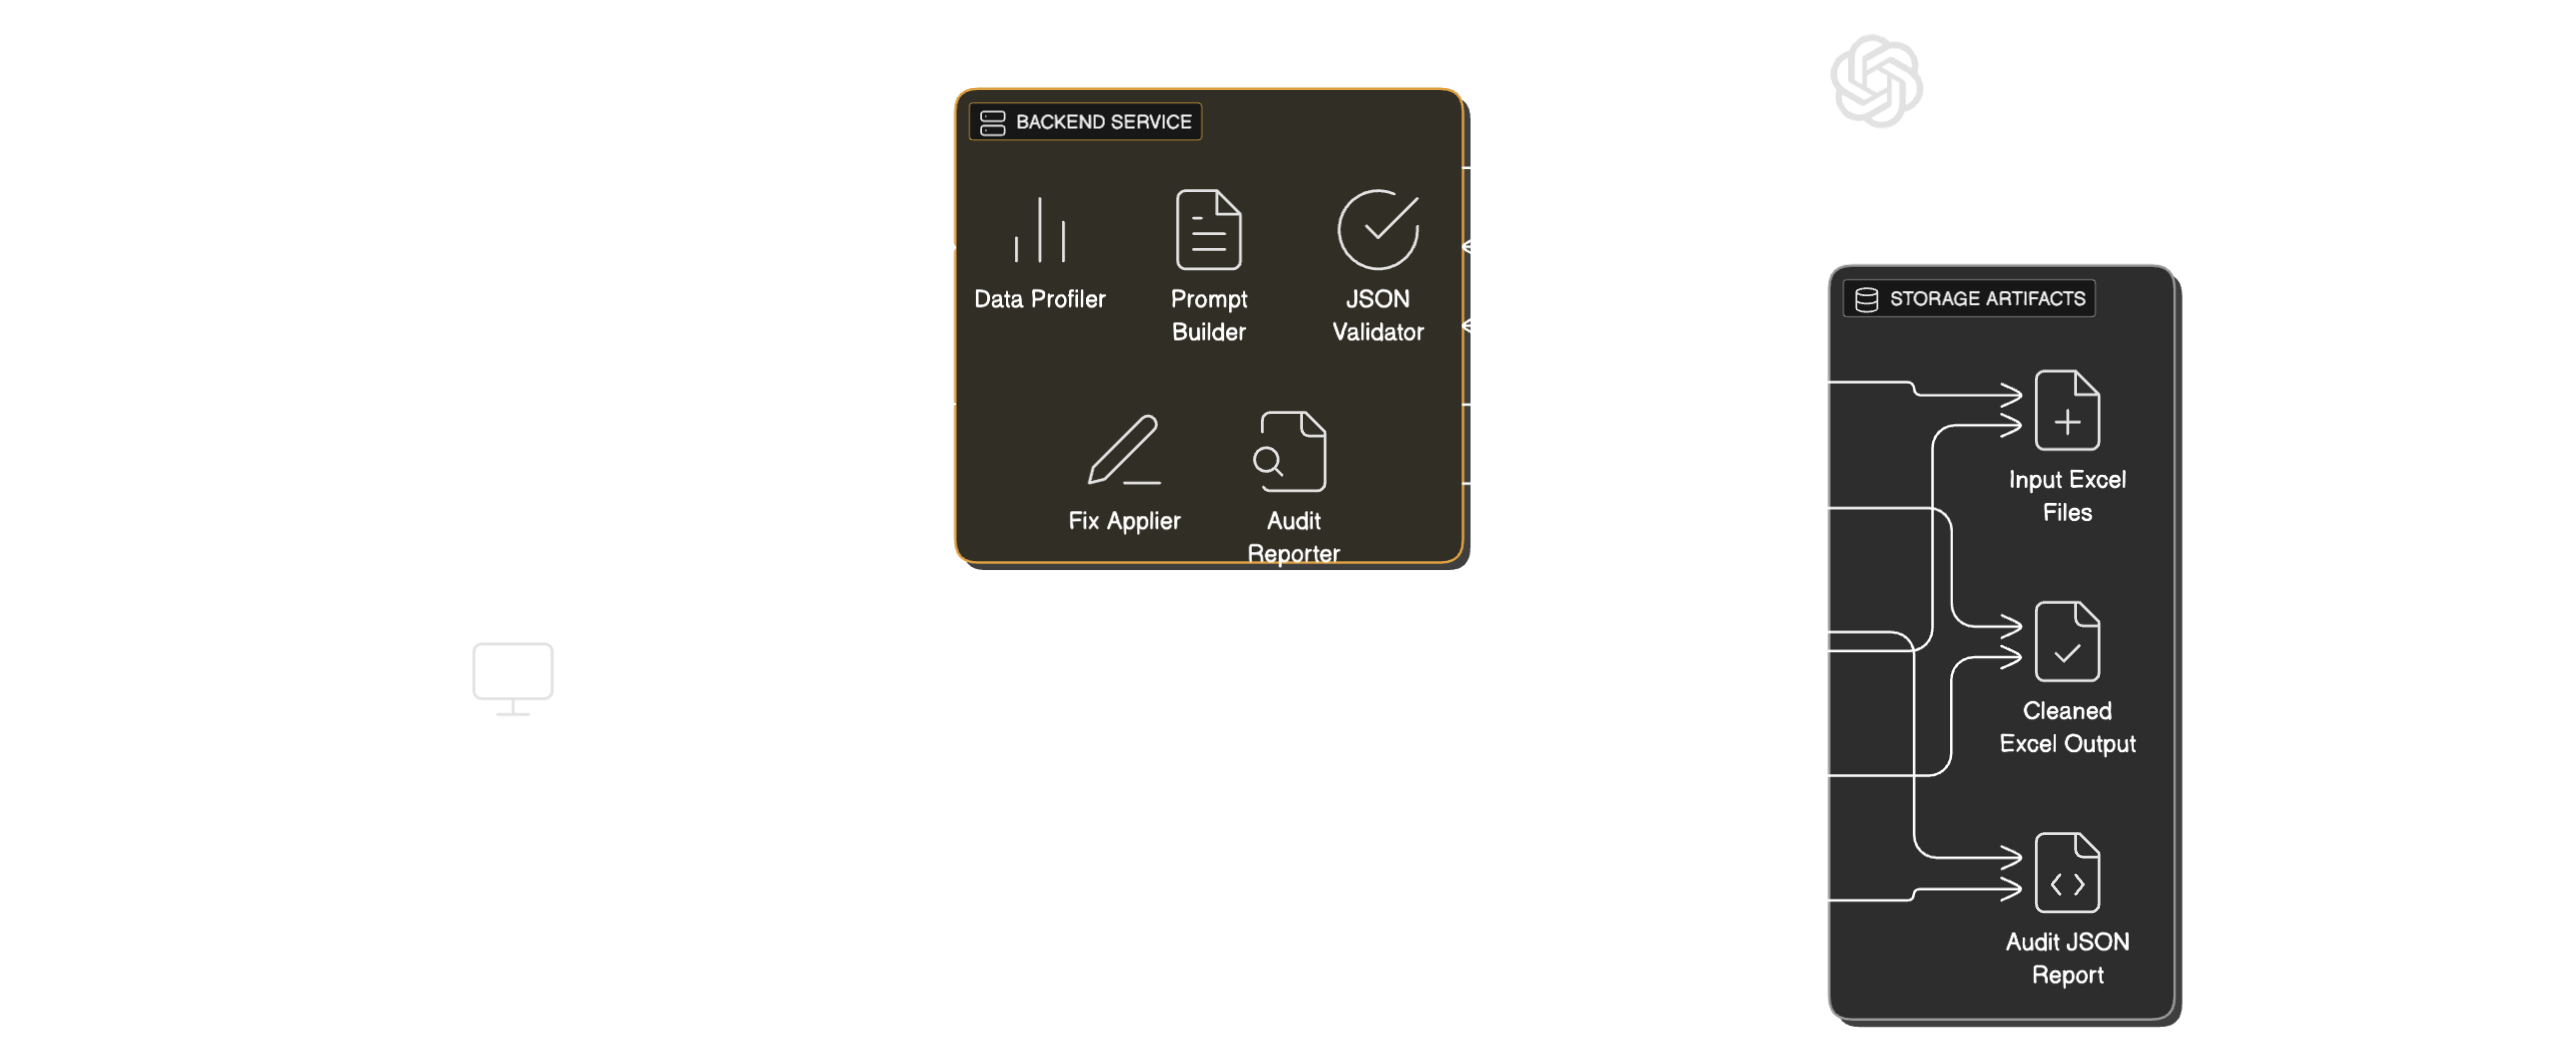 BACKEND SERVICE
Data Profiler
Prompt
Builder
JSON
Validator
Fix Applier
Audit
Reporter
STORAGE ARTIFACTS
Input Excel
Files
Cleaned
Excel Output
Audit JSON
Report